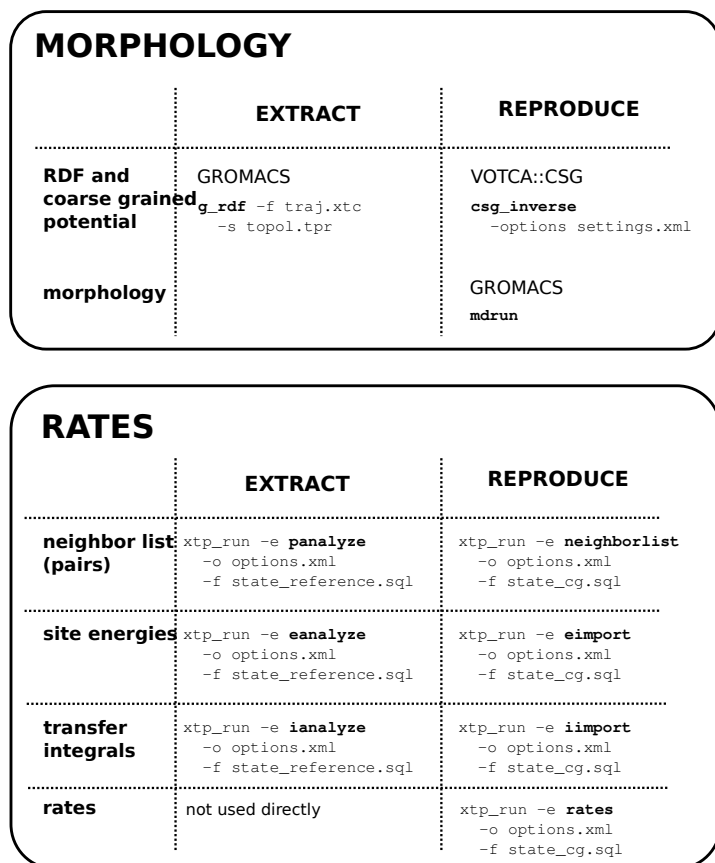 MORPHOLOGY
EXTRACT
REPRODUCE
RDF and
coarse grained
potential
GROMACS
g_rdf -f traj.xtc
-s topol.tpr
VOTCA::CSG
csg_inverse
-options settings.xml
morphology
GROMACS
mdrun
RATES
EXTRACT
REPRODUCE
neighbor list
(pairs)
xtp_run -e panalyze
-o options.xml
-f state_reference.sql
xtp_run -e neighborlist
-o options.xml
-f state_cg.sql
site energies
xtp_run -e eanalyze
-o options.xml
-f state_reference.sql
xtp_run -e eimport
-o options.xml
-f state_cg.sql
transfer
integrals
xtp_run -e ianalyze
-o options.xml
-f state_reference.sql
xtp_run -e iimport
-o options.xml
-f state_cg.sql
rates
not used directly
xtp_run -e rates
-o options.xml
-f state_cg.sql